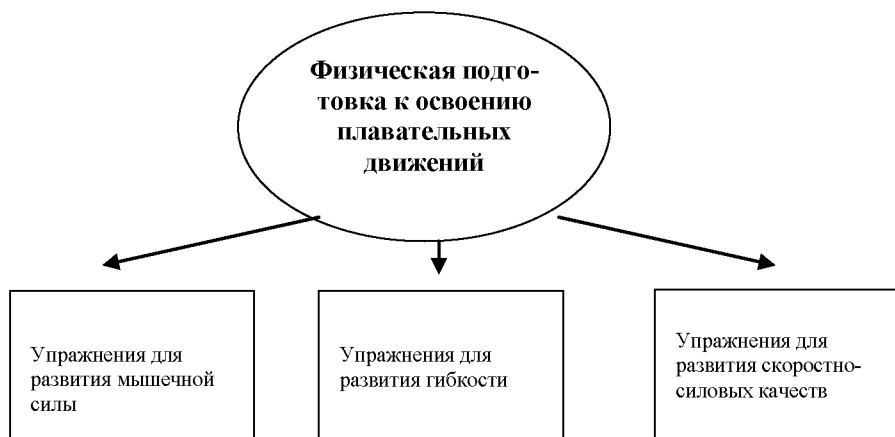 Физическая подго-
товка к освоению
плавательных
движений
Упражнения для
развития мышечной
силы
Упражнения для
развития гибкости
Упражнения для
развития скоростно-
силовых качеств